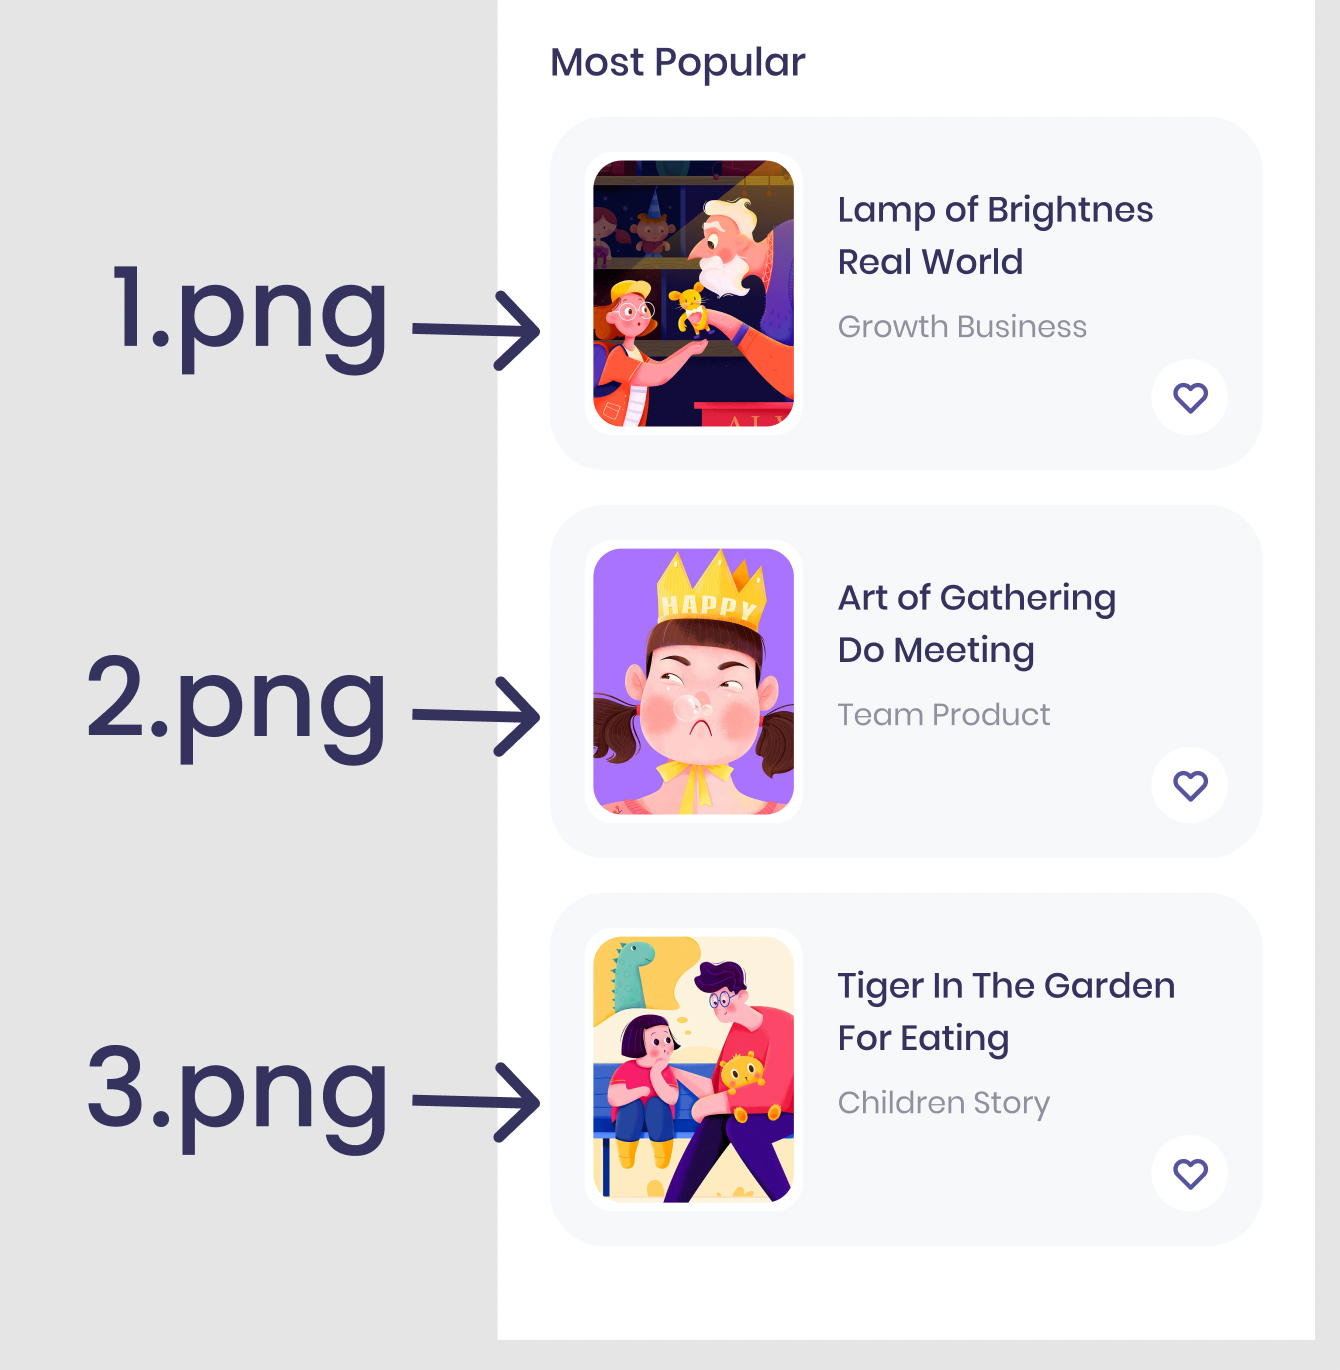 Most Popular
1.png
Lamp of Brightnes
Real World
Growth Business
2.png
HAPPY
Art of Gathering
Do Meeting
Team Product
3.png
Tiger In The Garden
For Eating
Children Story